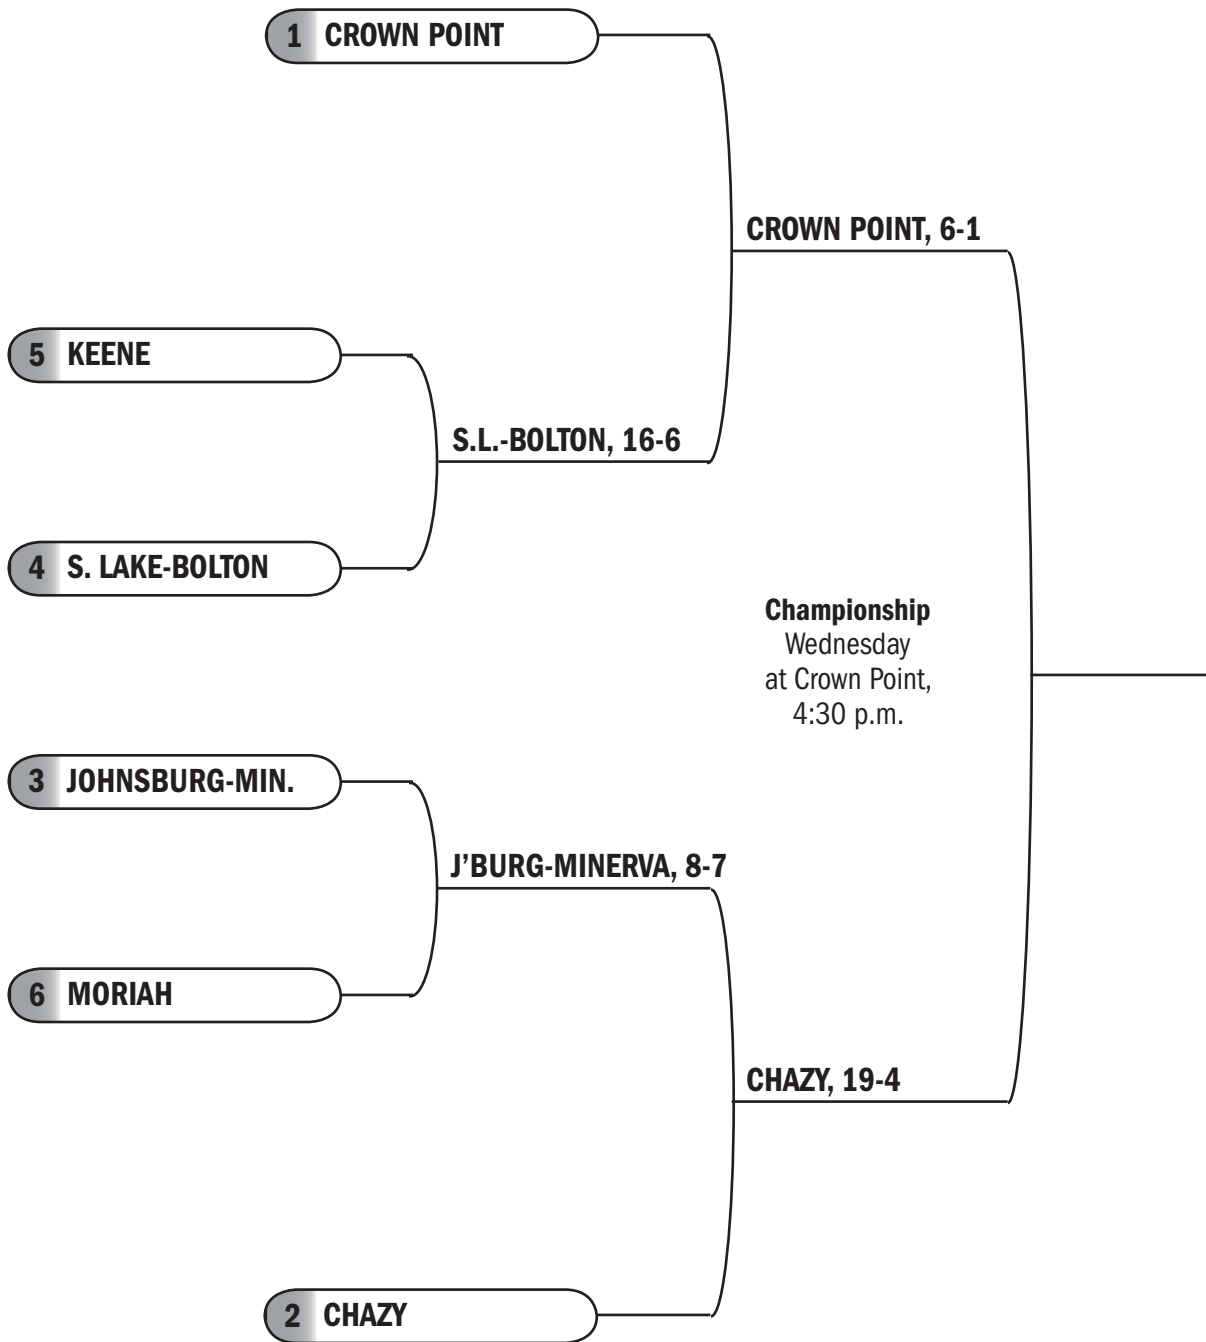 1 CROWN POINT
CROWN POINT, 6-1
5 KEENE
S.L.-BOLTON, 16-6
4 S. LAKE-BOLTON
Championship
Wednesday
at Crown Point,
4:30 p.m.
3 JOHNSBURG-MIN.
J’BURG-MINERVA, 8-7
6 MORIAH
CHAZY, 19-4
2 CHAZY